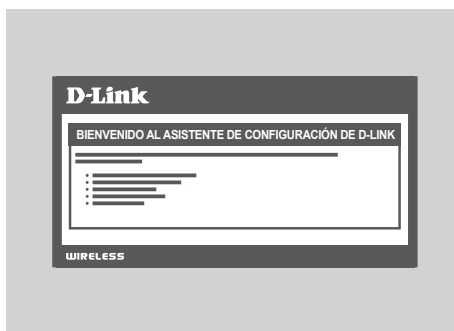 D-Link
BIENVENIDO AL ASISTENTE DE CONFIGURACIÓN DE D-LINK
WIRELESS